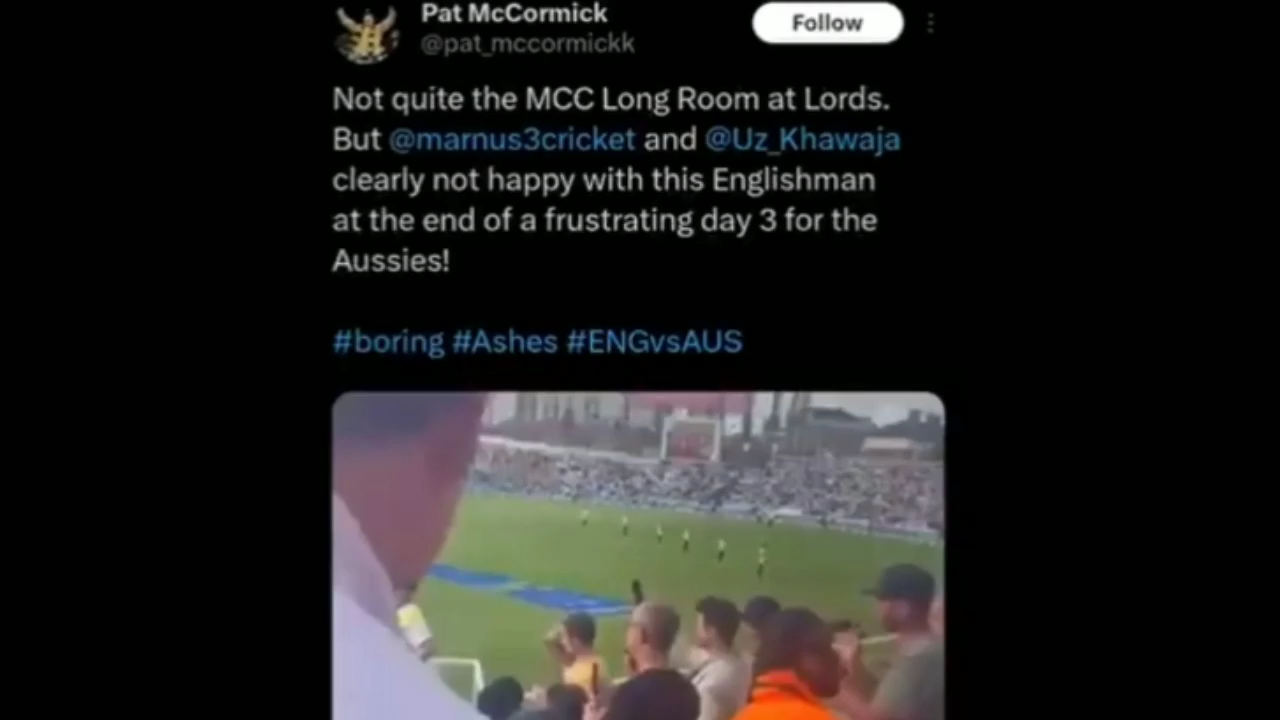 Pat McCormick
@pat_mccormickk
Follow
Not quite the MCC Long Room at Lords.
But @marnus3cricket and @Uz_Khawaja
clearly not happy with this Englishman
at the end of a frustrating day 3 for the
Aussies!
#boring #Ashes #ENGvsAUS